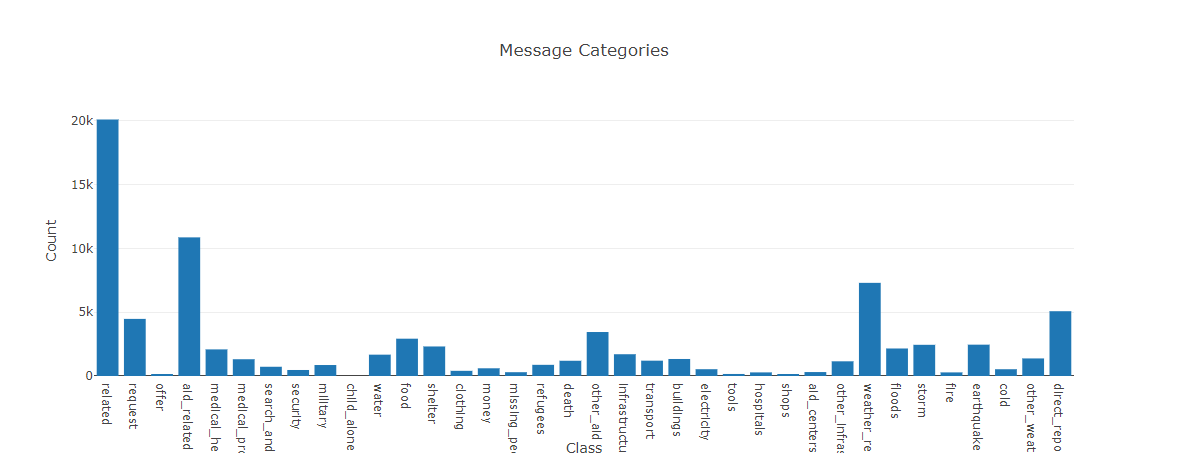 Message Categories
20k
15k
10k
5k
0
Count
related
request
offer
aid_related
medical_he
medical_pro
search_and
security
military
child_alone
water
food
shelter
clothing
money
missing_peo
refugees
death
other_aid
infrastructu
transport
buildings
electricity
tools
hospitals
shops
aid_centers
other_infras
weather_re
floods
storm
fire
earthquake
cold
other_weat
direct_repo
Class